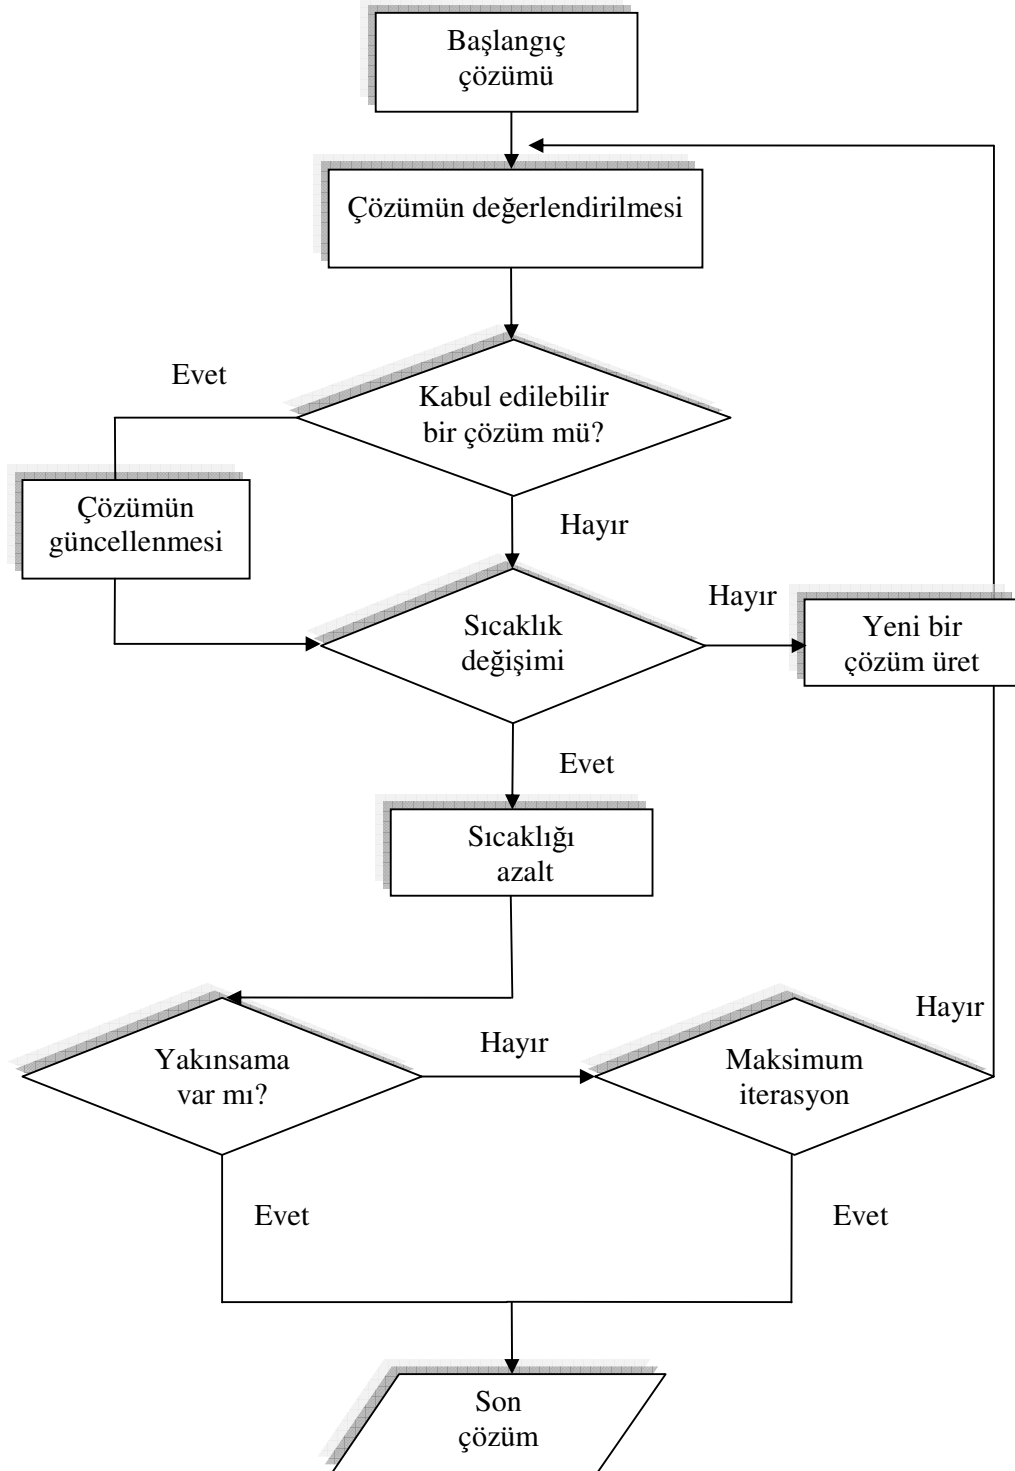 Başlangıç
çözümü
Çözümün değerlendirilmesi
Evet
Kabul edilebilir
bir çözüm mü?
Çözümün
güncellenmesi
Hayır
Sıcaklık
değişimi
Hayır
Yeni bir
çözüm üret
Evet
Sıcaklığı
azalt
Yakınsama
var mı?
Hayır
Maksimum
iterasyon
Hayır
Evet
Evet
Son
çözüm